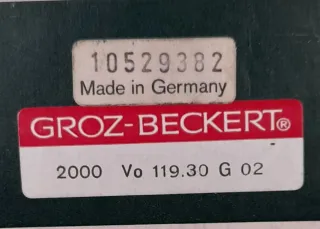 10529382
Made in Germany
GROZ-BECKERT®
2000 Vo 119.30 G 02